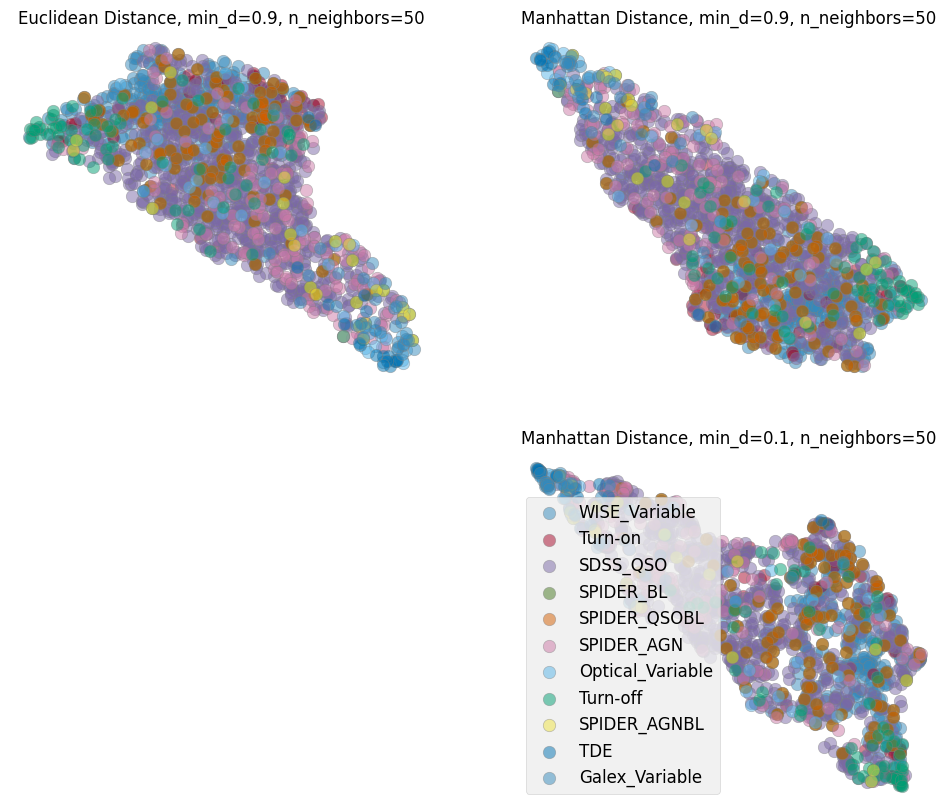 Euclidean Distance, min_d=0.9, n_neighbors=50
Manhattan Distance, min_d=0.9, n_neighbors=50
Manhattan Distance, min_d=0.1, n_neighbors=50
WISE_Variable
Turn-on
SDSS_QSO
SPIDER_BL
SPIDER_QSOBL
SPIDER_AGN
Optical_Variable
Turn-off
SPIDER_AGNBL
TDE
Galex_Variable